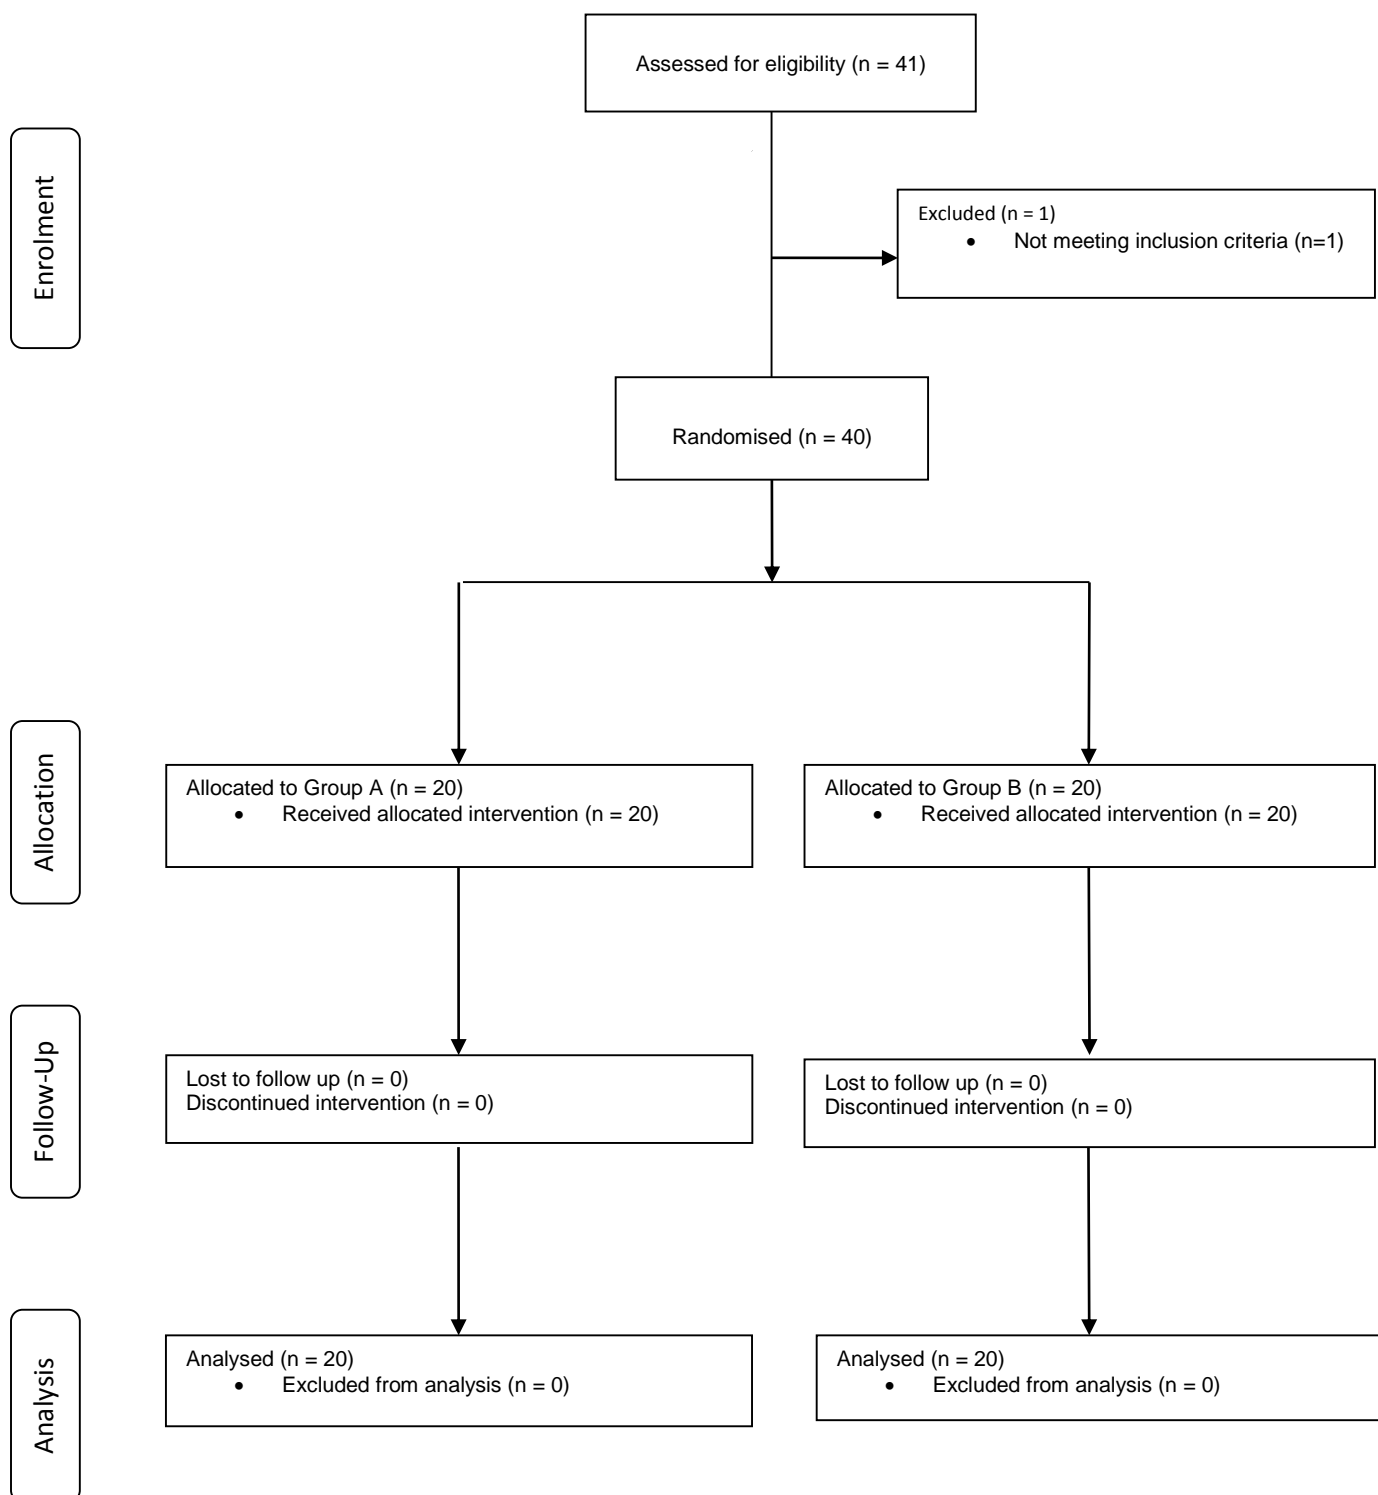 Assessed for eligibility (n = 41)
Enrolment
Excluded (n = 1)
• Not meeting inclusion criteria (n=1)
Randomised (n = 40)
Allocation
Allocated to Group A (n = 20)
• Received allocated intervention (n = 20)
Allocated to Group B (n = 20)
• Received allocated intervention (n = 20)
Follow-Up
Lost to follow up (n = 0)
Discontinued intervention (n = 0)
Lost to follow up (n = 0)
Discontinued intervention (n = 0)
Analysis
Analysed (n = 20)
• Excluded from analysis (n = 0)
Analysed (n = 20)
• Excluded from analysis (n = 0)